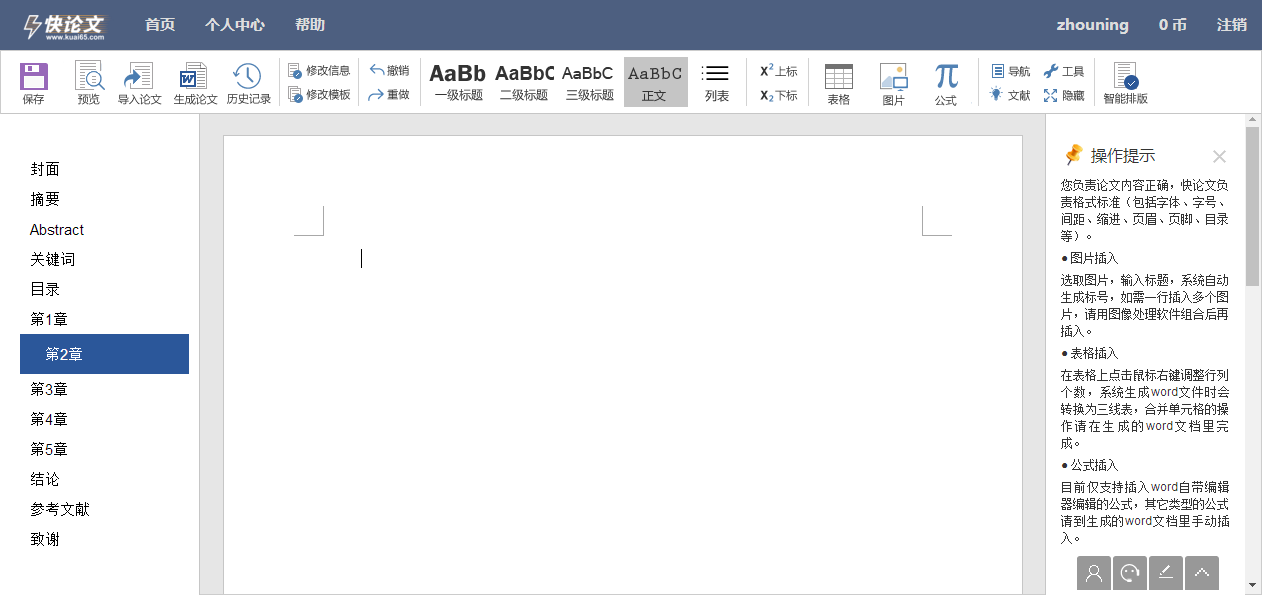 快论文 首页 个人中心 帮助 zhouning 0 币 注销
www.kuai65.com
保存 预览 导入论文 生成论文 历史记录 修改信息 修改模板 撤销 重做 AaBb 一级标题 AaBbC 二级标题 AaBbC 三级标题 AaBbC 正文 列表 X² 上标 X₂ 下标 表格 图片 公式 导航 文献 工具 隐藏 智能排版
封面
摘要
Abstract
关键词
目录
第1章
第2章
第3章
第4章
第5章
结论
参考文献
致谢
操作提示
您负责论文内容正确，快论文负
责格式标准（包括字体、字号、
间距、缩进、页眉、页脚、目录
等）。
●图片插入
选取图片，输入标题，系统自动
生成标号，如需一行插入多个图
片，请用图像处理软件组合后再
插入。
●表格插入
在表格上点击鼠标右键调整行列
个数，系统生成word文件时会
转换为三线表，合并单元格的操
作请在生成的word文档里完
成。
●公式插入
目前仅支持插入word自带编辑
器编辑的公式，其它类型的公式
请到生成的word文档里手动插
入。